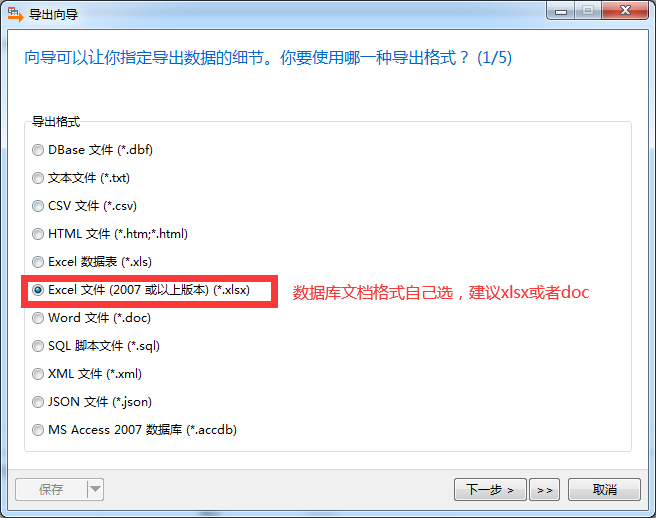 导出向导
向导可以让你指定导出数据的细节。你要使用哪一种导出格式？ (1/5)
导出格式
DBase 文件 (*.dbf)
文本文件 (*.txt)
CSV 文件 (*.csv)
HTML 文件 (*.htm;*.html)
Excel 数据表 (*.xls)
Excel 文件 (2007 或以上版本) (*.xlsx) 数据库文档格式自己选，建议xlsx或者doc
Word 文件 (*.doc)
SQL 脚本文件 (*.sql)
XML 文件 (*.xml)
JSON 文件 (*.json)
MS Access 2007 数据库 (*.accdb)
保存 下一步 > >> 取消